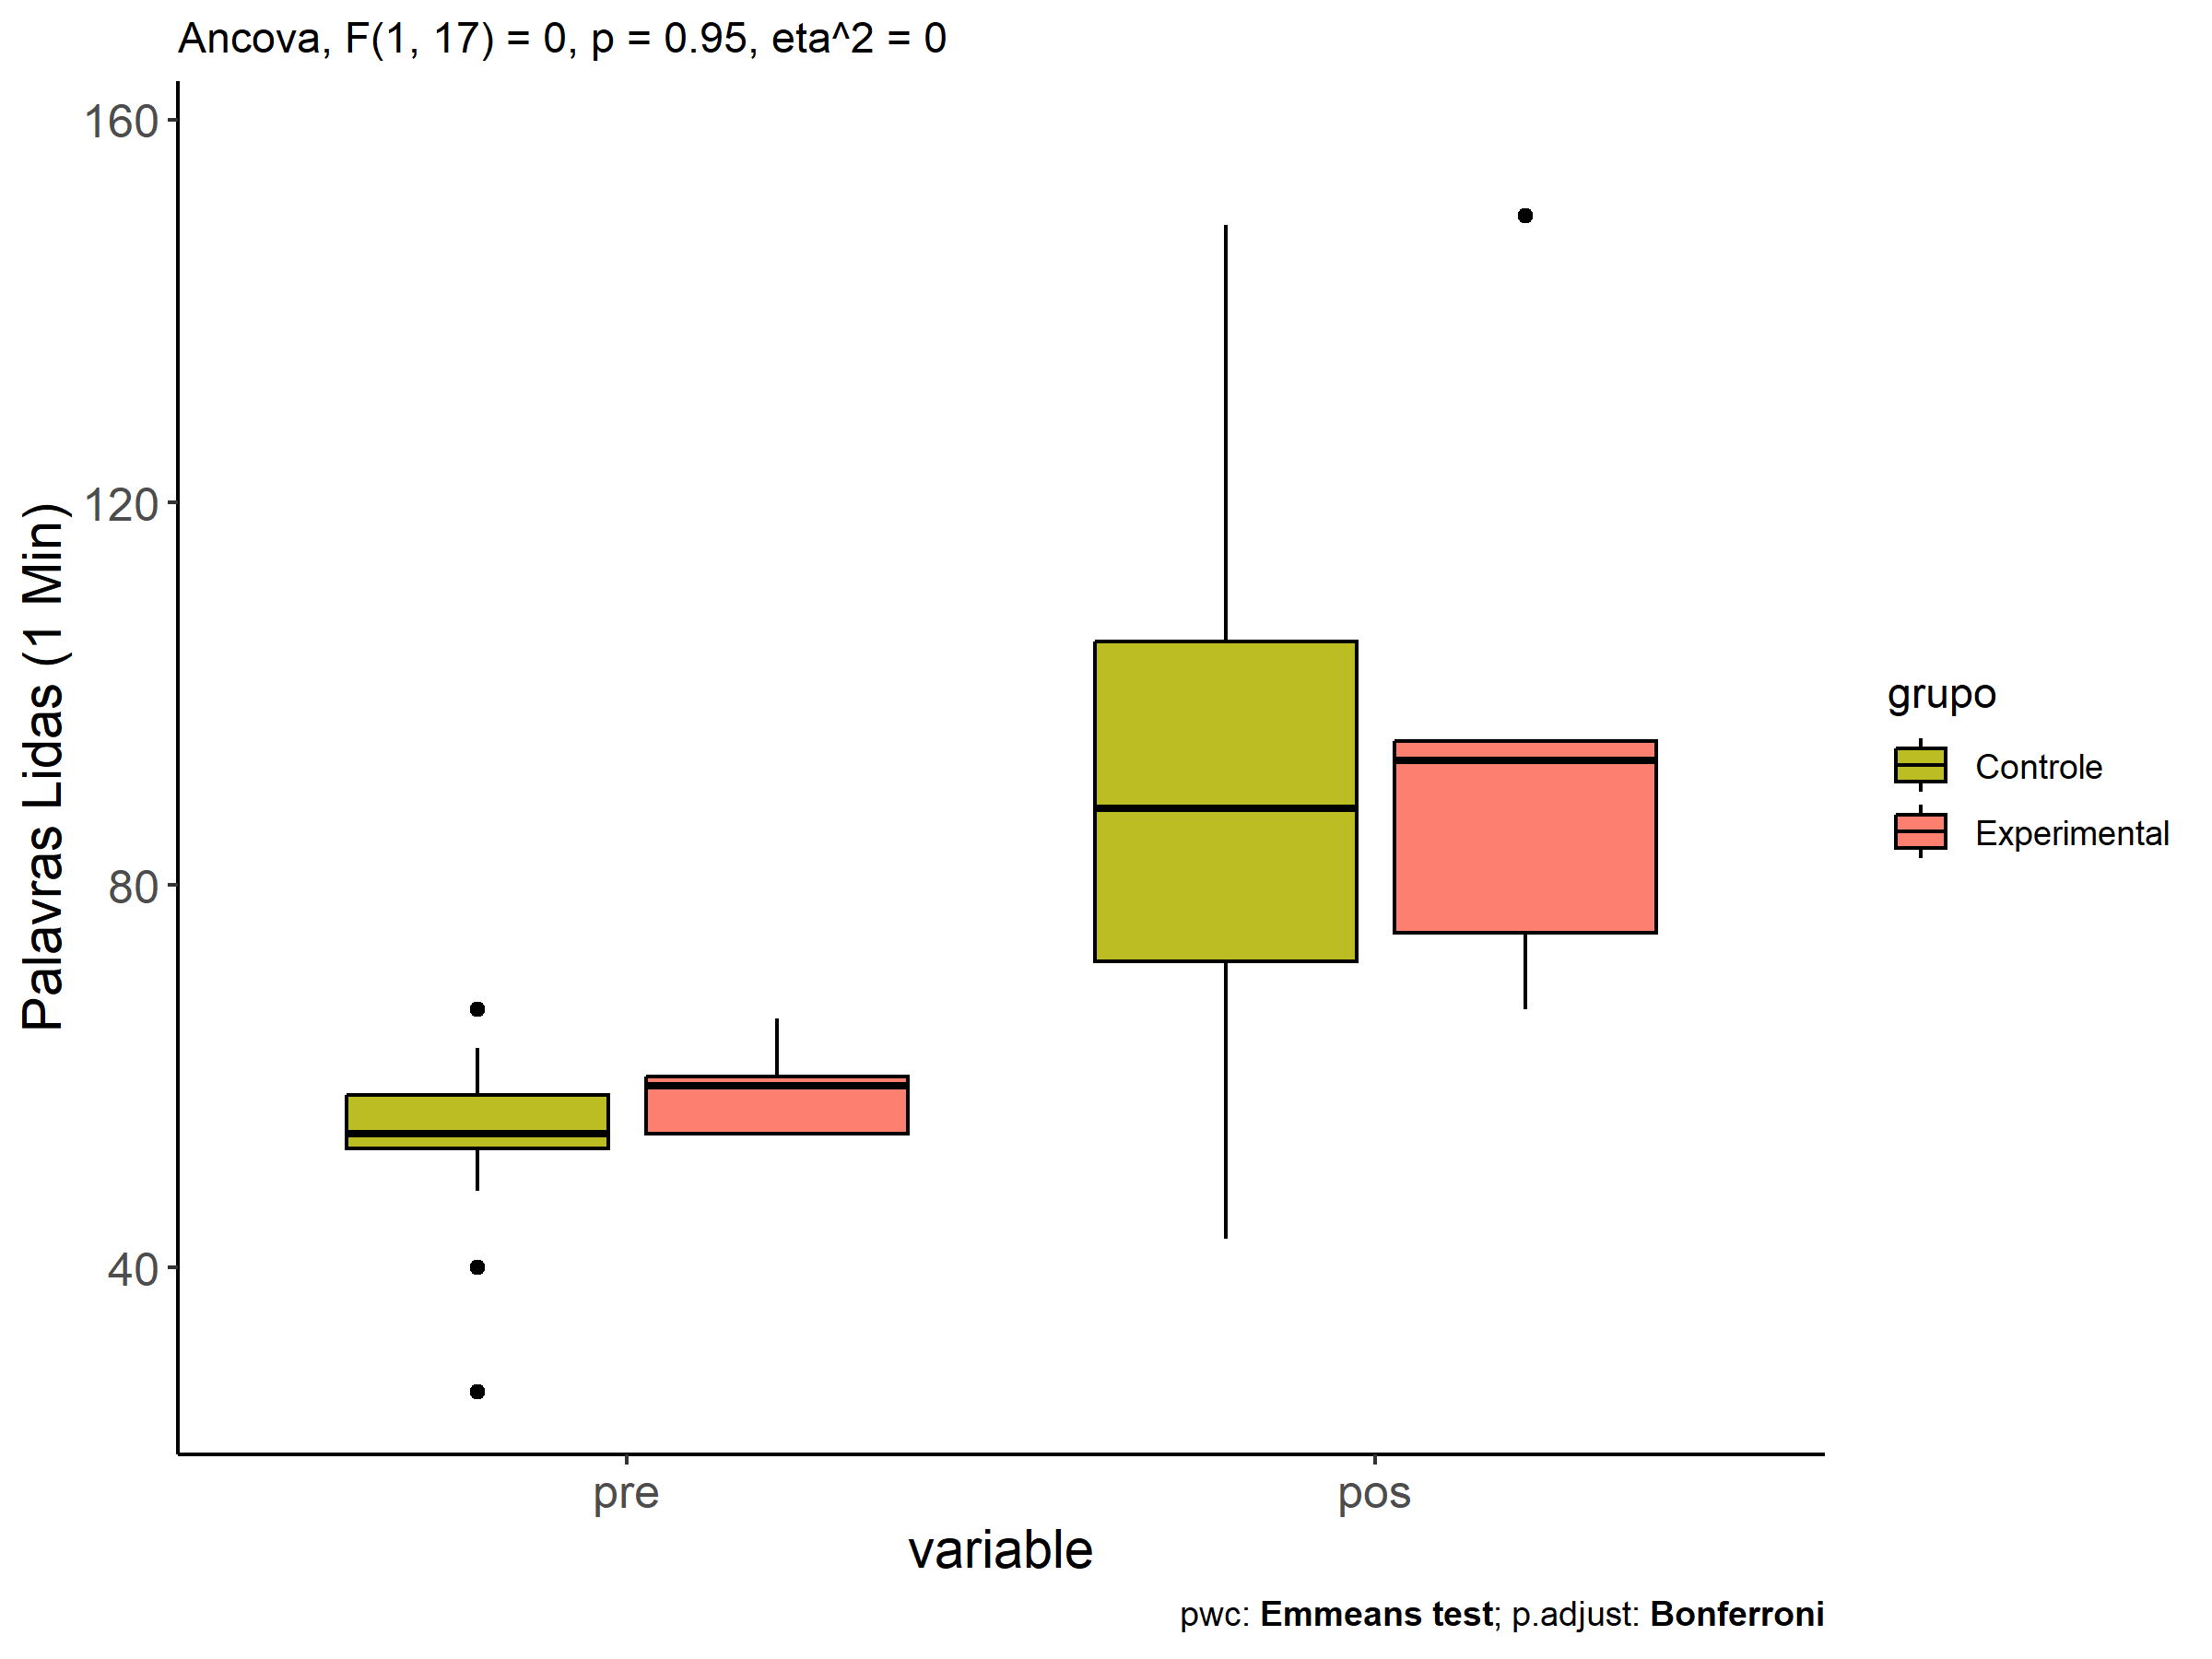 Ancova, F(1, 17) = 0, p = 0.95, eta^2 = 0
160
120
80
40
Palavras Lidas (1 Min)
pre
pos
variable
grupo
Controle
Experimental
pwc: Emmeans test; p.adjust: Bonferroni